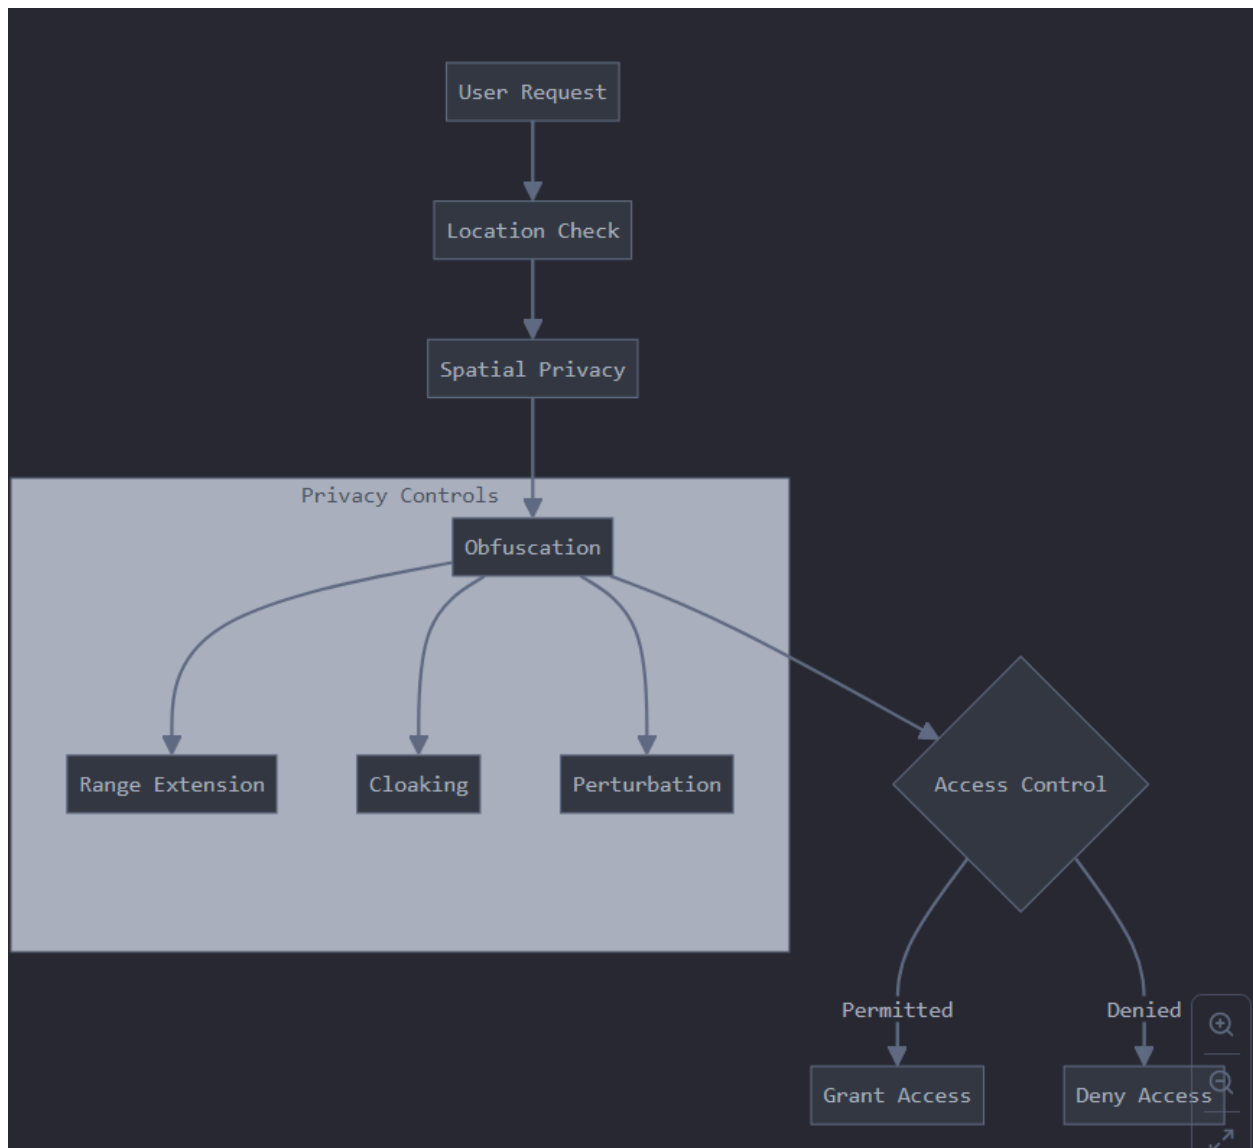 User Request
Location Check
Spatial Privacy
Privacy Controls
Obfuscation
Range Extension
Cloaking
Perturbation
Access Control
Permitted
Denied
Grant Access
Deny Access